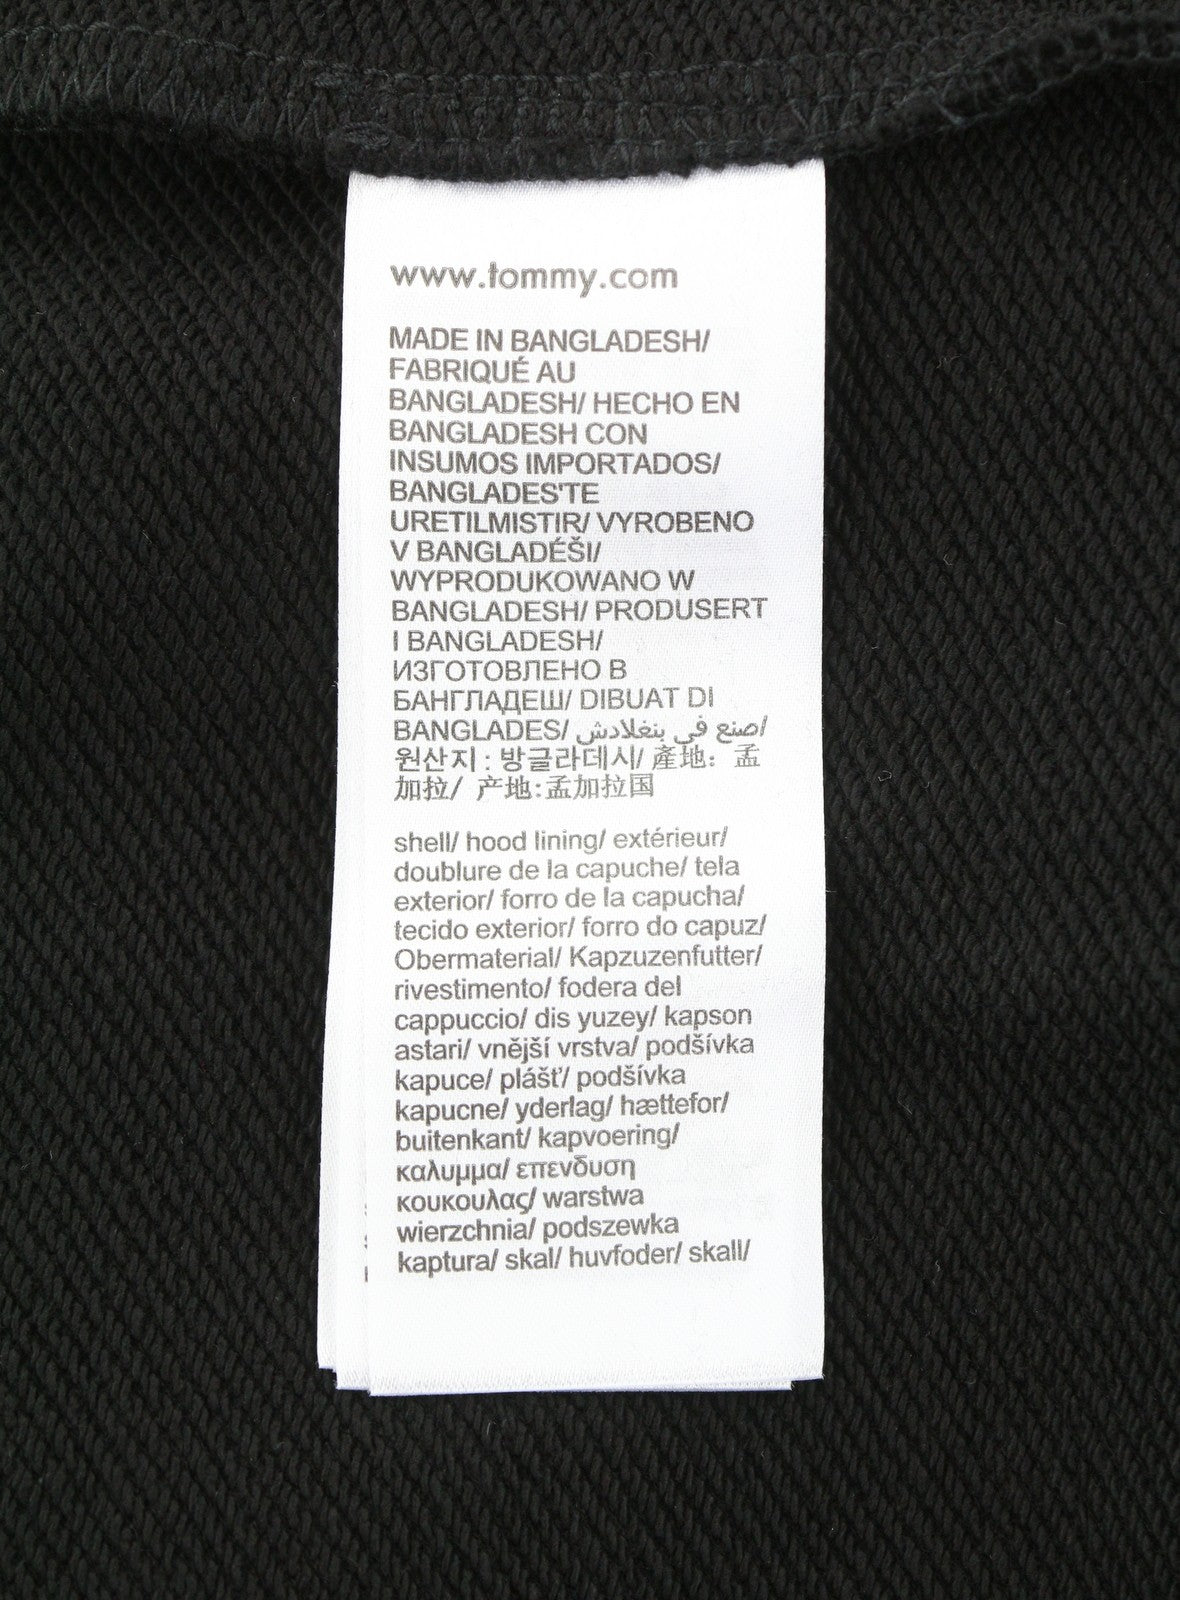 www.tommy.com
MADE IN BANGLADESH/
FABRIQUÉ AU
BANGLADESH/ HECHO EN
BANGLADESH CON
INSUMOS IMPORTADOS/
BANGLADES'TE
URETILMISTIR/ VYROBENO
V BANGLADÉŠI/
WYPRODUKOWANO W
BANGLADESH/ PRODUSERT
I BANGLADESH/
ИЗГОТОВЛЕНО В
БАНГЛАДЕШ/ DIBUAT DI
BANGLADES/ صنع في بنغلادش/
원산지 : 방글라데시/ 產地: 孟
加拉/ 产地:孟加拉国
shell/ hood lining/ extérieur/
doublure de la capuche/ tela
exterior/ forro de la capucha/
tecido exterior/ forro do capuz/
Obermaterial/ Kapzuzenfutter/
rivestimento/ fodera del
cappuccio/ dis yuzey/ kapson
astari/ vnější vrstva/ podšívka
kapuce/ plášť/ podšívka
kapucne/ yderlag/ hættefor/
buitenkant/ kapvoering/
καλυμμα/ επενδυση
κουκουλας/ warstwa
wierzchnia/ podszewka
kaptura/ skal/ huvfoder/ skall/